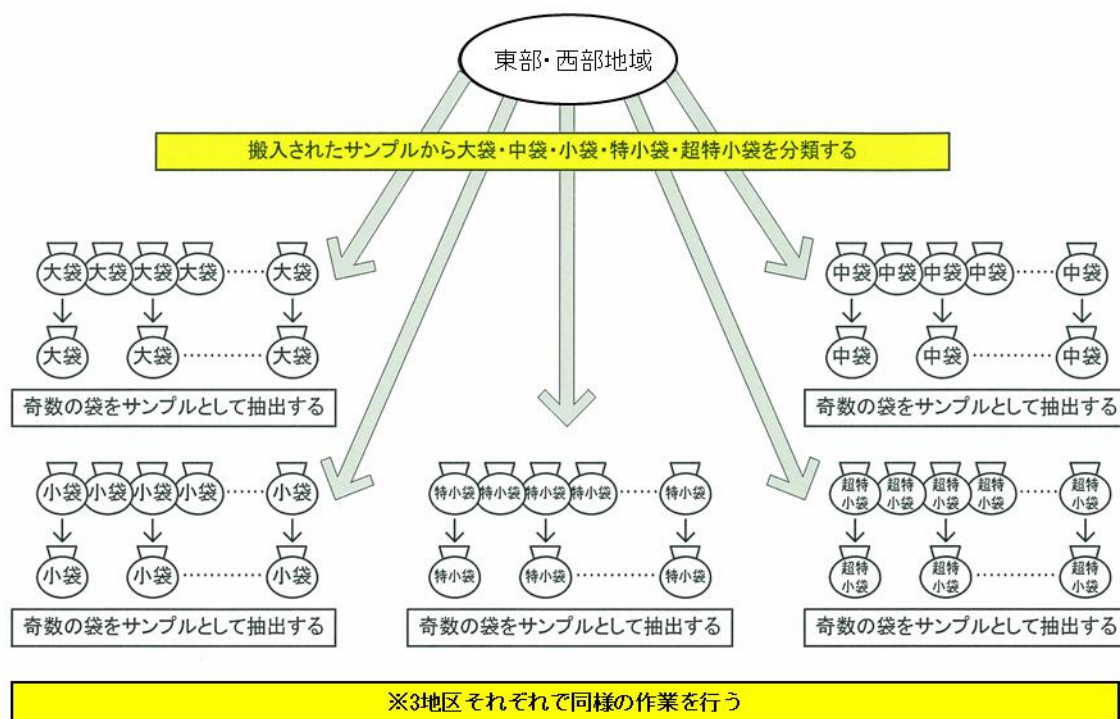 東部・西部地域
搬入されたサンプルから大袋・中袋・小袋・特小袋・超特小袋を分類する
大袋 大袋 大袋 大袋 …… 大袋
大袋 大袋 ………… 大袋
奇数の袋をサンプルとして抽出する
中袋 中袋 中袋 中袋 …… 中袋
中袋 中袋 ………… 中袋
奇数の袋をサンプルとして抽出する
小袋 小袋 小袋 小袋 …… 小袋
小袋 小袋 ………… 小袋
奇数の袋をサンプルとして抽出する
特小袋 特小袋 特小袋 特小袋 …… 特小袋
特小袋 特小袋 ………… 特小袋
奇数の袋をサンプルとして抽出する
超特 超特 超特 超特 …… 超特
小袋 小袋 小袋 小袋 小袋
超特 超特 ………… 超特
小袋 小袋 小袋
奇数の袋をサンプルとして抽出する
※3地区それぞれで同様の作業を行う